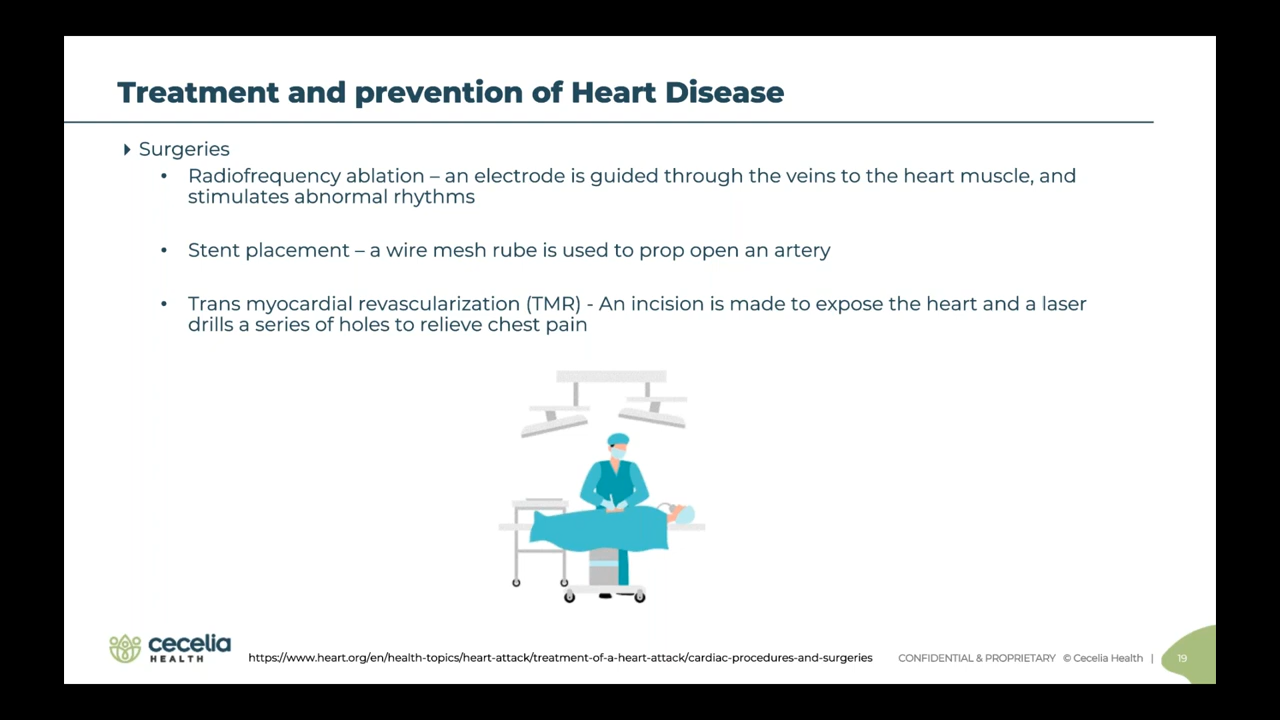 Treatment and prevention of Heart Disease
Surgeries
• Radiofrequency ablation – an electrode is guided through the veins to the heart muscle, and
stimulates abnormal rhythms
• Stent placement – a wire mesh rube is used to prop open an artery
• Trans myocardial revascularization (TMR) - An incision is made to expose the heart and a laser
drills a series of holes to relieve chest pain
cecelia
HEALTH
https://www.heart.org/en/health-topics/heart-attack/treatment-of-a-heart-attack/cardiac-procedures-and-surgeries
CONFIDENTIAL & PROPRIETARY © Cecelia Health |
19